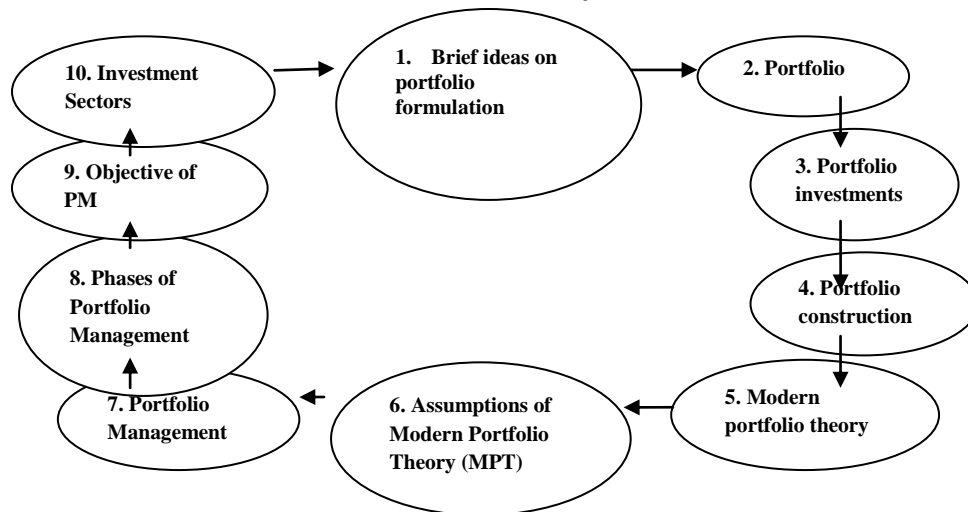 1. Brief ideas on
portfolio
formulation
2. Portfolio
3. Portfolio
investments
4. Portfolio
construction
5. Modern
portfolio theory
6. Assumptions of
Modern Portfolio
Theory (MPT)
7. Portfolio
Management
8. Phases of
Portfolio
Management
9. Objective of
PM
10. Investment
Sectors